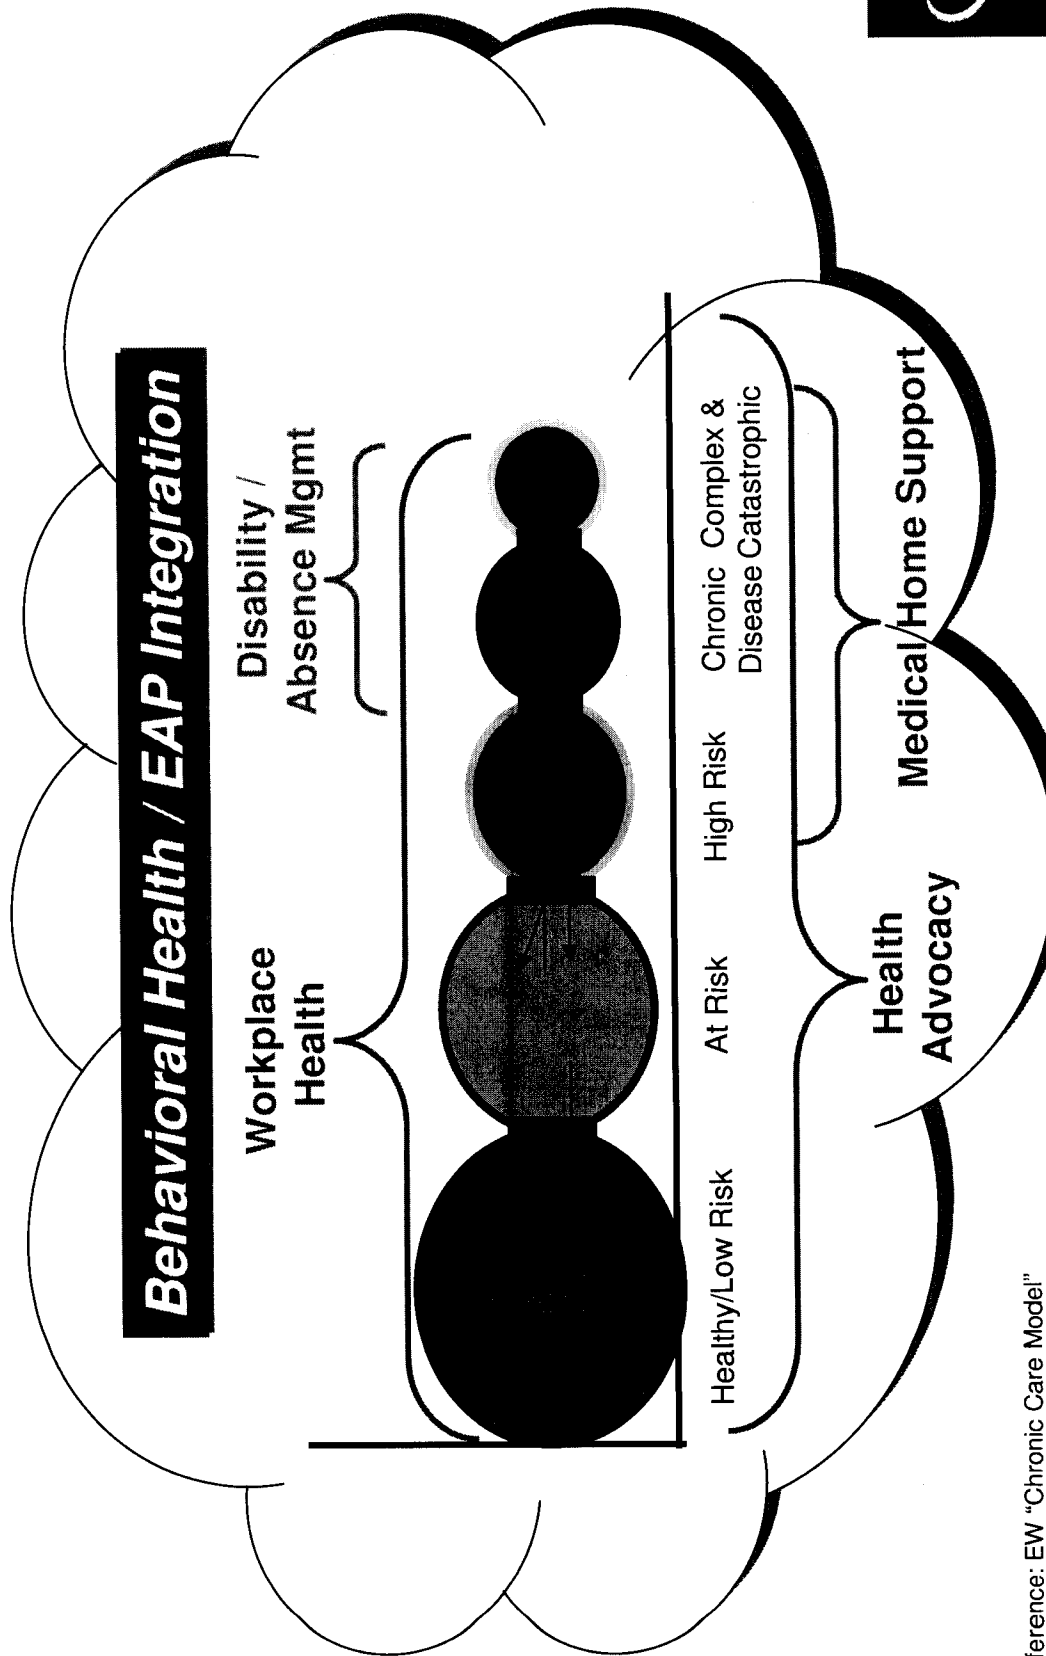 Behavioral Health / EAP Integration
Workplace
Health
Disability /
Absence Mgmt
Healthy/Low Risk
At Risk
High Risk
Chronic Complex &
Disease Catastrophic
Health
Advocacy
Medical Home Support
ference: EW "Chronic Care Model"